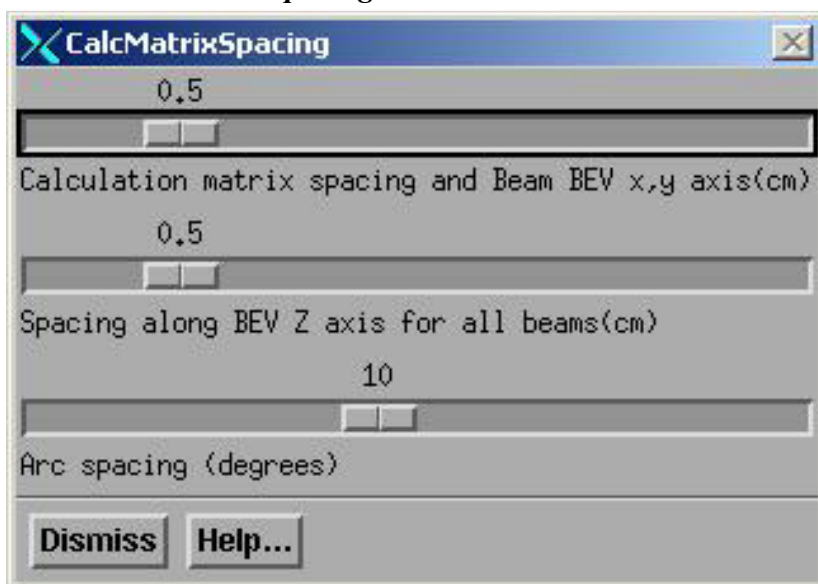 CalcMatrixSpacing
0.5
Calculation matrix spacing and Beam BEV x,y axis(cm)
0.5
Spacing along BEV Z axis for all beams(cm)
10
Arc spacing (degrees)
Dismiss Help...